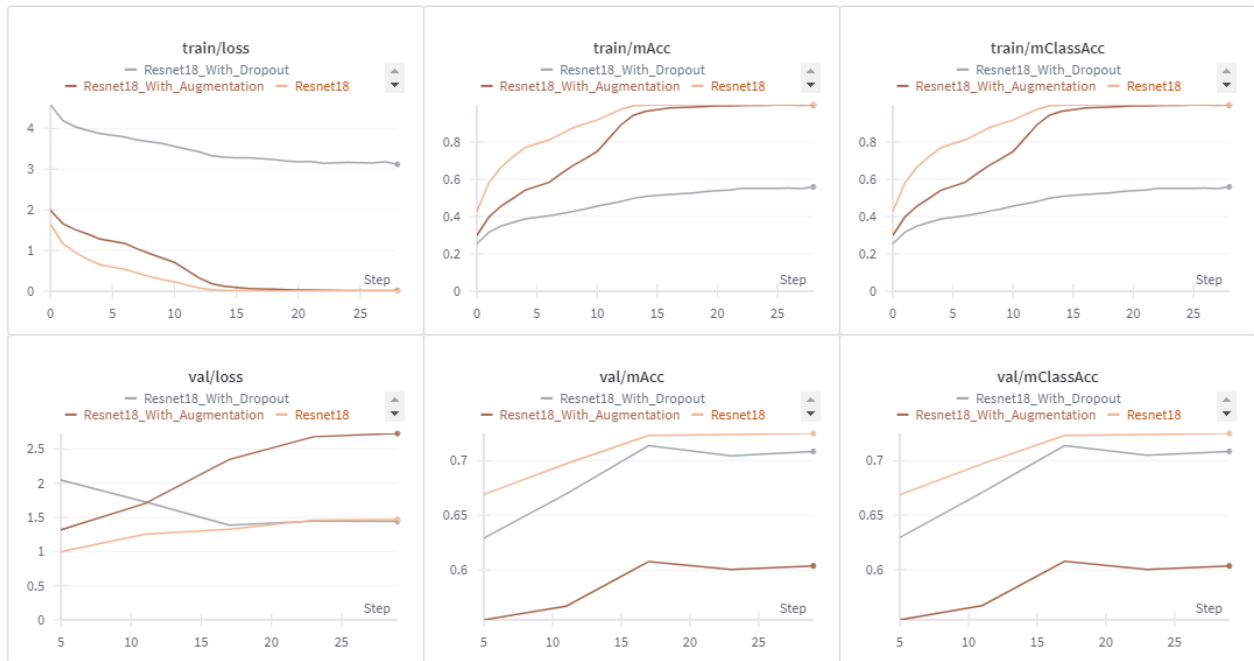 train/loss
Resnet18_With_Dropout
Resnet18_With_Augmentation Resnet18
4
3
2
1
0
Step
0 5 10 15 20 25
train/mAcc
Resnet18_With_Dropout
Resnet18_With_Augmentation Resnet18
0.8
0.6
0.4
0.2
0
Step
0 5 10 15 20 25
train/mClassAcc
Resnet18_With_Dropout
Resnet18_With_Augmentation Resnet18
0.8
0.6
0.4
0.2
0
Step
0 5 10 15 20 25
val/loss
Resnet18_With_Dropout
Resnet18_With_Augmentation Resnet18
2.5
2
1.5
1
0.5
0
Step
5 10 15 20 25
val/mAcc
Resnet18_With_Dropout
Resnet18_With_Augmentation Resnet18
0.7
0.65
0.6
Step
5 10 15 20 25
val/mClassAcc
Resnet18_With_Dropout
Resnet18_With_Augmentation Resnet18
0.7
0.65
0.6
Step
5 10 15 20 25